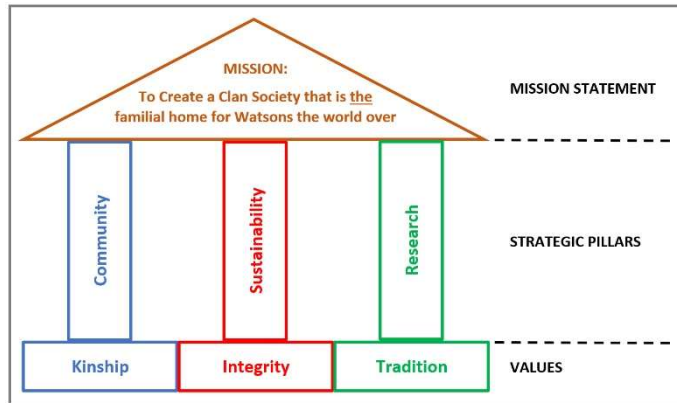 MISSION:
To Create a Clan Society that is the
familial home for Watsons the world over
MISSION STATEMENT
Community
Sustainability
Research
STRATEGIC PILLARS
Kinship
Integrity
Tradition
VALUES